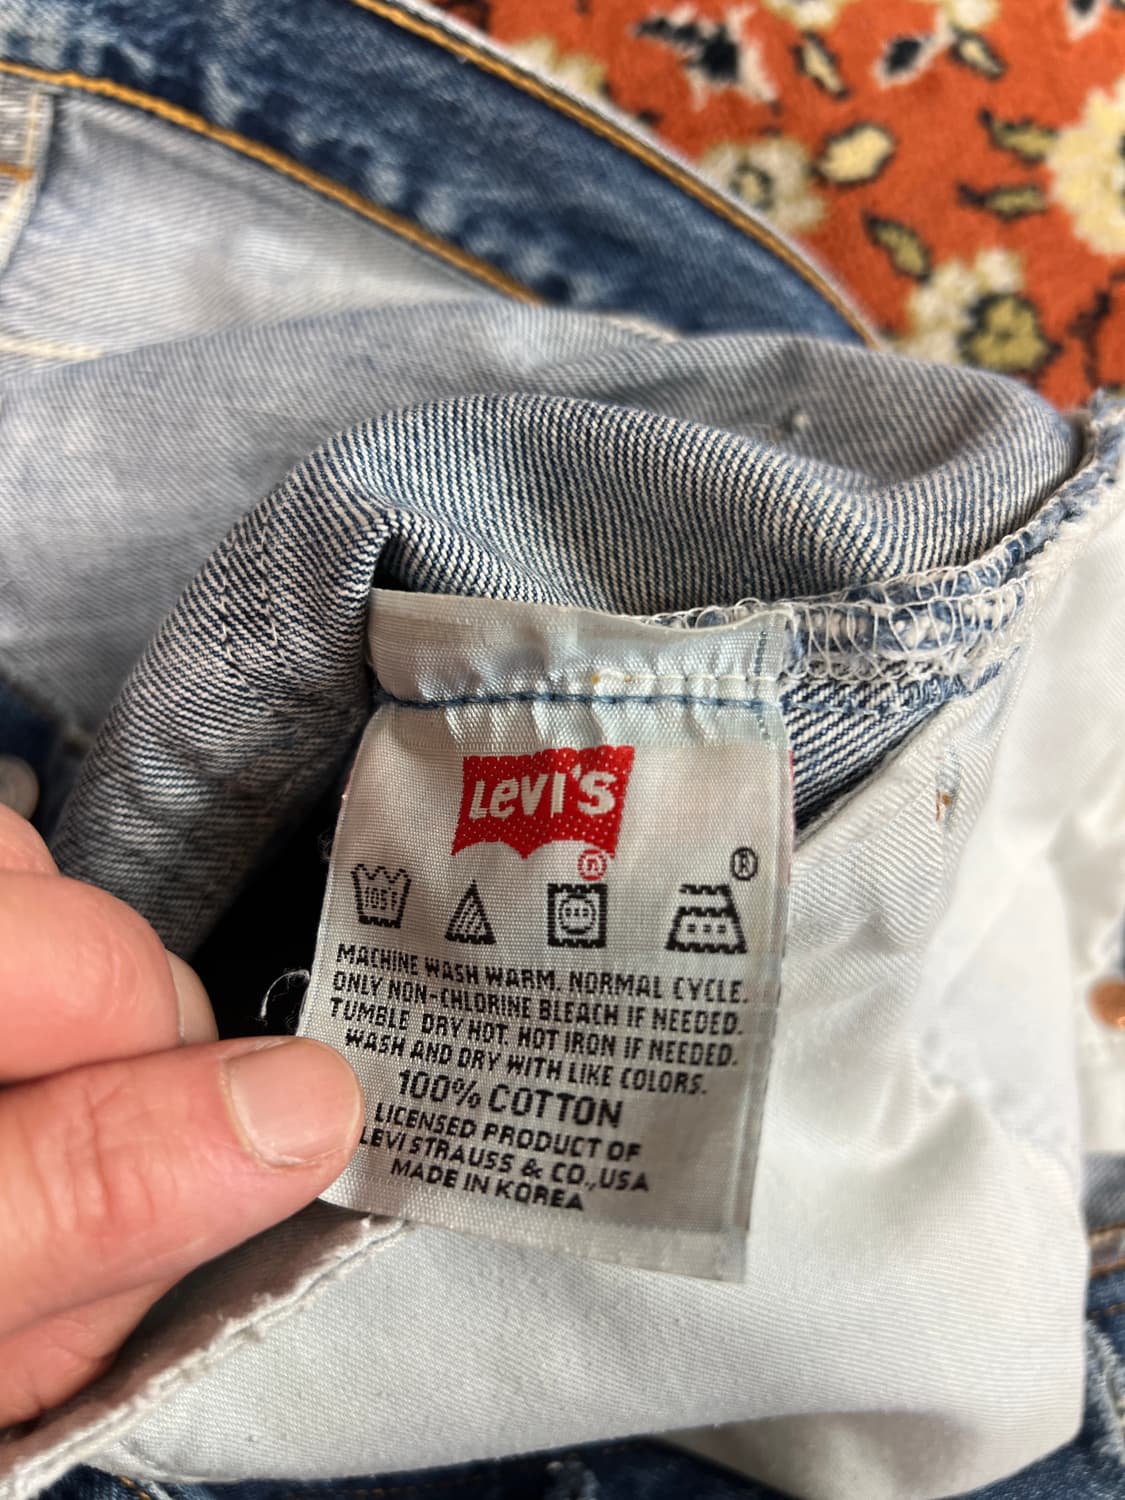 LEVI'S
®
®
105F
MACHINE WASH WARM. NORMAL CYCLE.
ONLY NON-CHLORINE BLEACH IF NEEDED.
TUMBLE DRY HOT. HOT IRON IF NEEDED.
WASH AND DRY WITH LIKE COLORS.
100% COTTON
LICENSED PRODUCT OF
LEVI STRAUSS & CO., USA
MADE IN KOREA